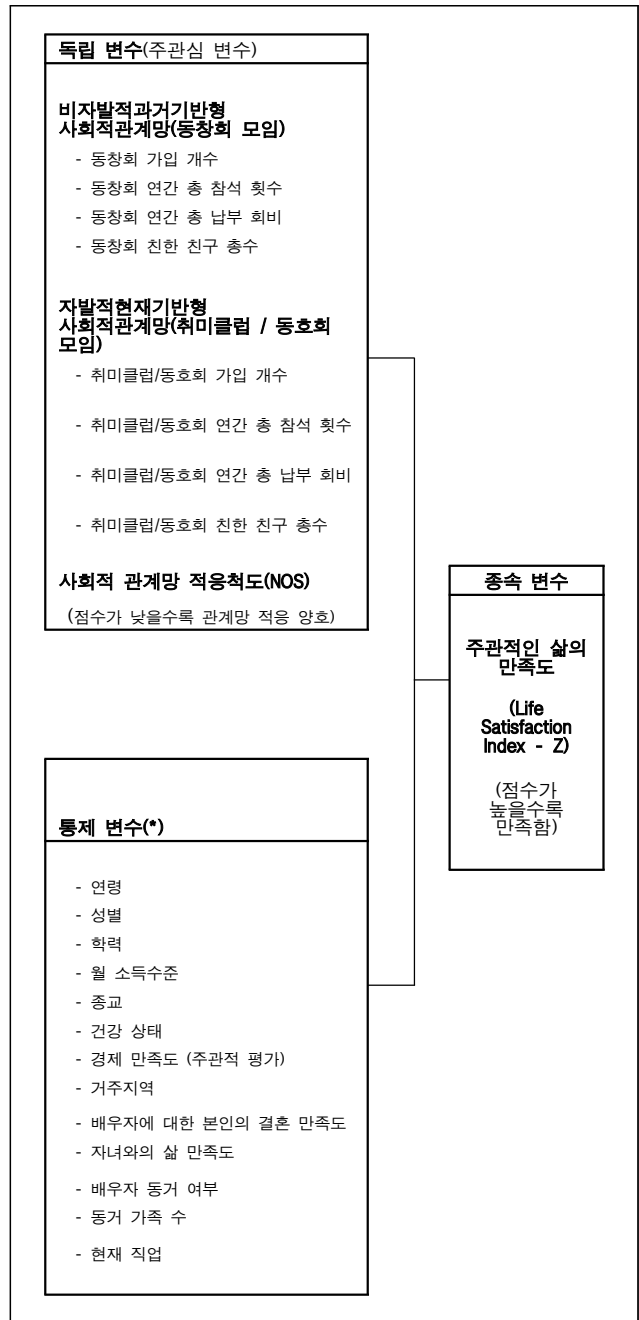 독립 변수(주관심 변수)
비자발적과거기반형
사회적관계망(동창회 모임)
- 동창회 가입 개수
- 동창회 연간 총 참석 횟수
- 동창회 연간 총 납부 회비
- 동창회 친한 친구 총수
자발적현재기반형
사회적관계망(취미클럽 / 동호회
모임)
- 취미클럽/동호회 가입 개수
- 취미클럽/동호회 연간 총 참석 횟수
- 취미클럽/동호회 연간 총 납부 회비
- 취미클럽/동호회 친한 친구 총수
사회적 관계망 적응척도(NOS)
(점수가 낮을수록 관계망 적응 양호)
통제 변수(*)
- 연령
- 성별
- 학력
- 월 소득수준
- 종교
- 건강 상태
- 경제 만족도 (주관적 평가)
- 거주지역
- 배우자에 대한 본인의 결혼 만족도
- 자녀와의 삶 만족도
- 배우자 동거 여부
- 동거 가족 수
- 현재 직업
종속 변수
주관적인 삶의
만족도
(Life
Satisfaction
Index - Z)
(점수가
높을수록
만족함)